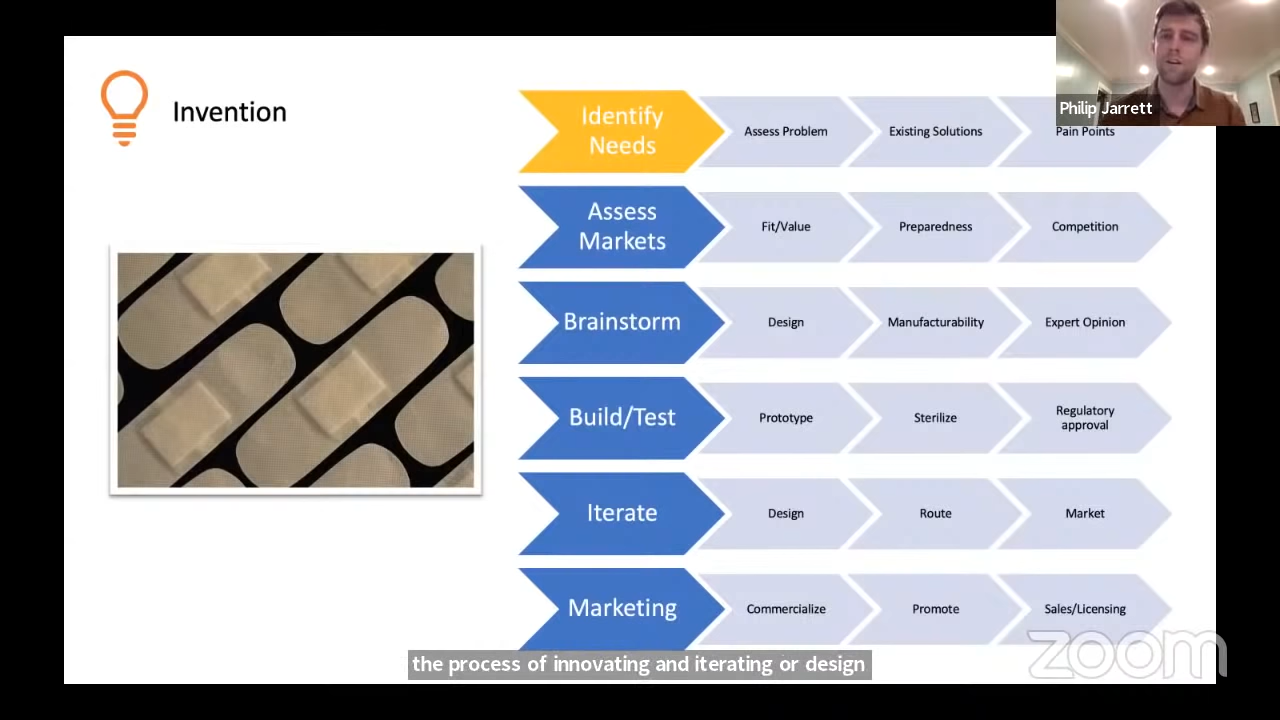 Philip Jarrett
Invention
Identify
Needs
Assess Problem
Existing Solutions
Pain Points
Assess
Markets
Fit/Value
Preparedness
Competition
Brainstorm
Design
Manufacturability
Expert Opinion
Build/Test
Prototype
Sterilize
Regulatory
approval
Iterate
Design
Route
Market
Marketing
Commercialize
Promote
Sales/Licensing
the process of innovating and iterating or design
zoom